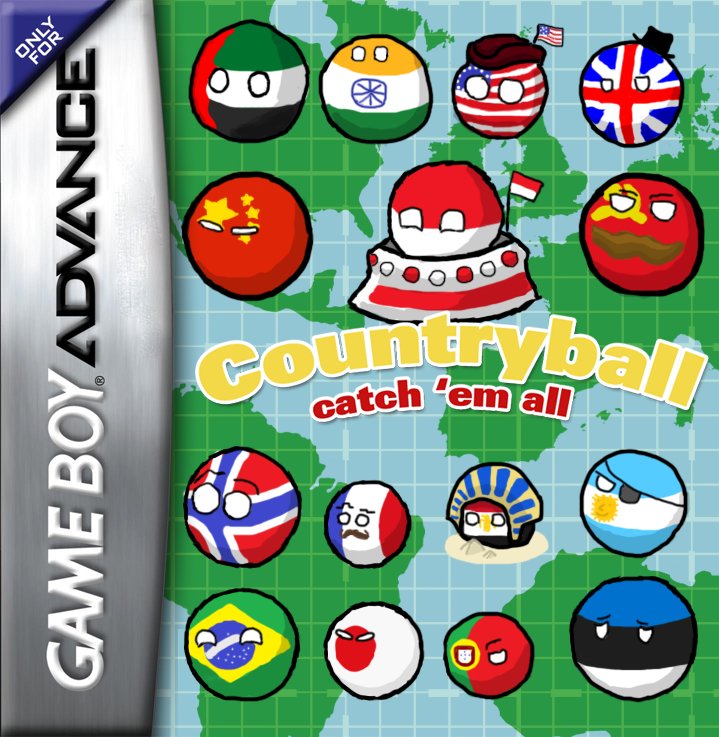 ONLY
FOR
GAME BOY ADVANCE
®
Countryball
catch 'em all